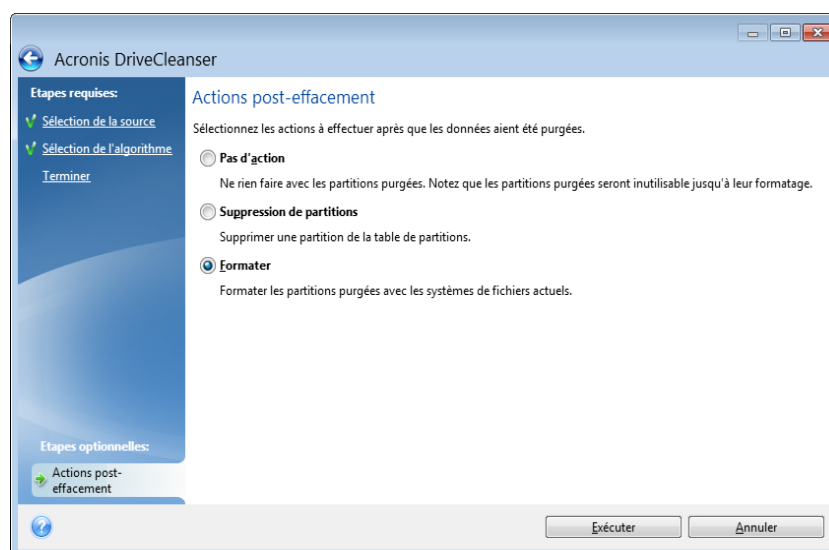 Acronis DriveCleanser
Etapes requises:
Sélection de la source
Sélection de l'algorithme
Terminer
Actions post-effacement
Sélectionnez les actions à effectuer après que les données aient été purgées.
Pas d'action
Ne rien faire avec les partitions purgées. Notez que les partitions purgées seront inutilisable jusqu'à leur formatage.
Suppression de partitions
Supprimer une partition de la table de partitions.
Formater
Formater les partitions purgées avec les systèmes de fichiers actuels.
Etapes optionnelles:
Actions post-
effacement
Exécuter
Annuler